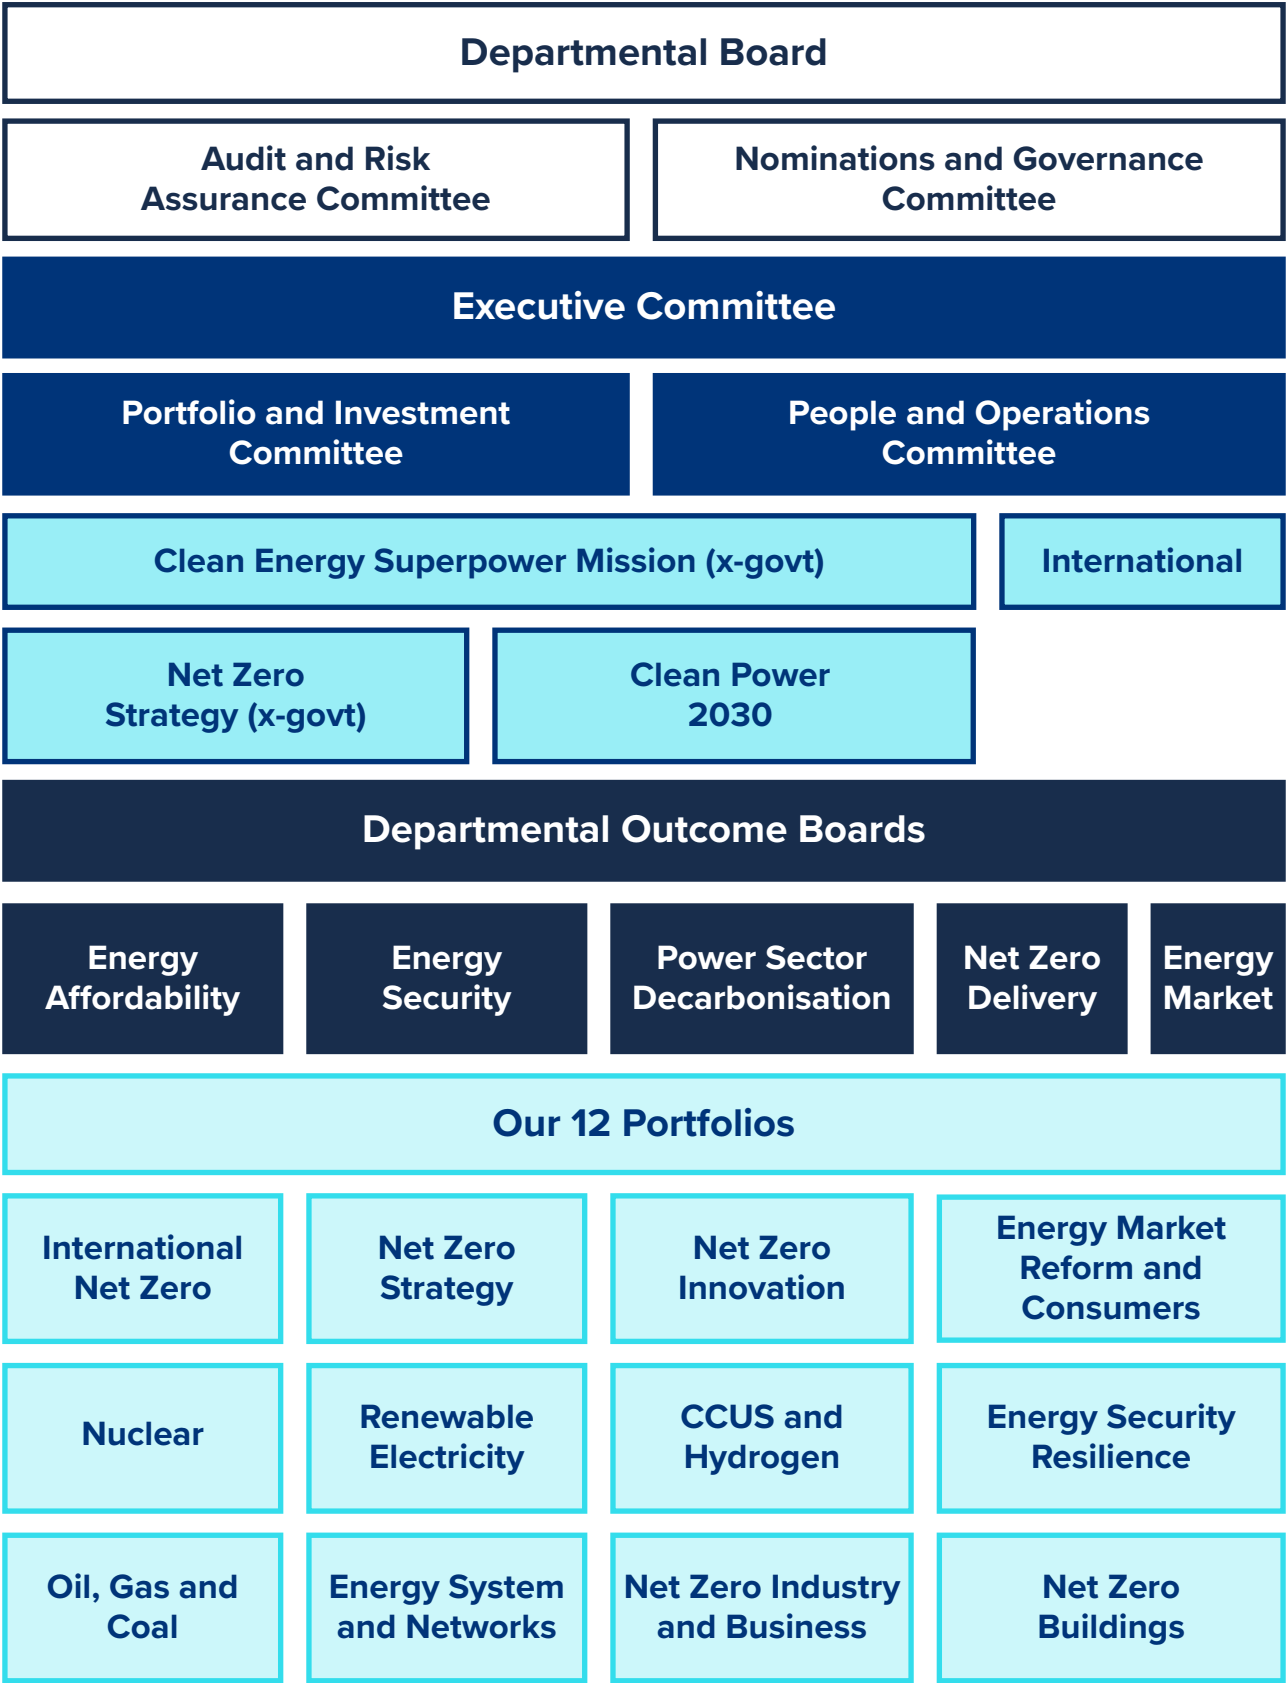 Departmental Board
Audit and Risk
Assurance Committee
Nominations and Governance
Committee
Executive Committee
Portfolio and Investment
Committee
People and Operations
Committee
Clean Energy Superpower Mission (x-govt)
International
Net Zero
Strategy (x-govt)
Clean Power
2030
Departmental Outcome Boards
Energy
Affordability
Energy
Security
Power Sector
Decarbonisation
Net Zero
Delivery
Energy
Market
Our 12 Portfolios
International
Net Zero
Net Zero
Strategy
Net Zero
Innovation
Energy Market
Reform and
Consumers
Nuclear
Renewable
Electricity
CCUS and
Hydrogen
Energy Security
Resilience
Oil, Gas and
Coal
Energy System
and Networks
Net Zero Industry
and Business
Net Zero
Buildings